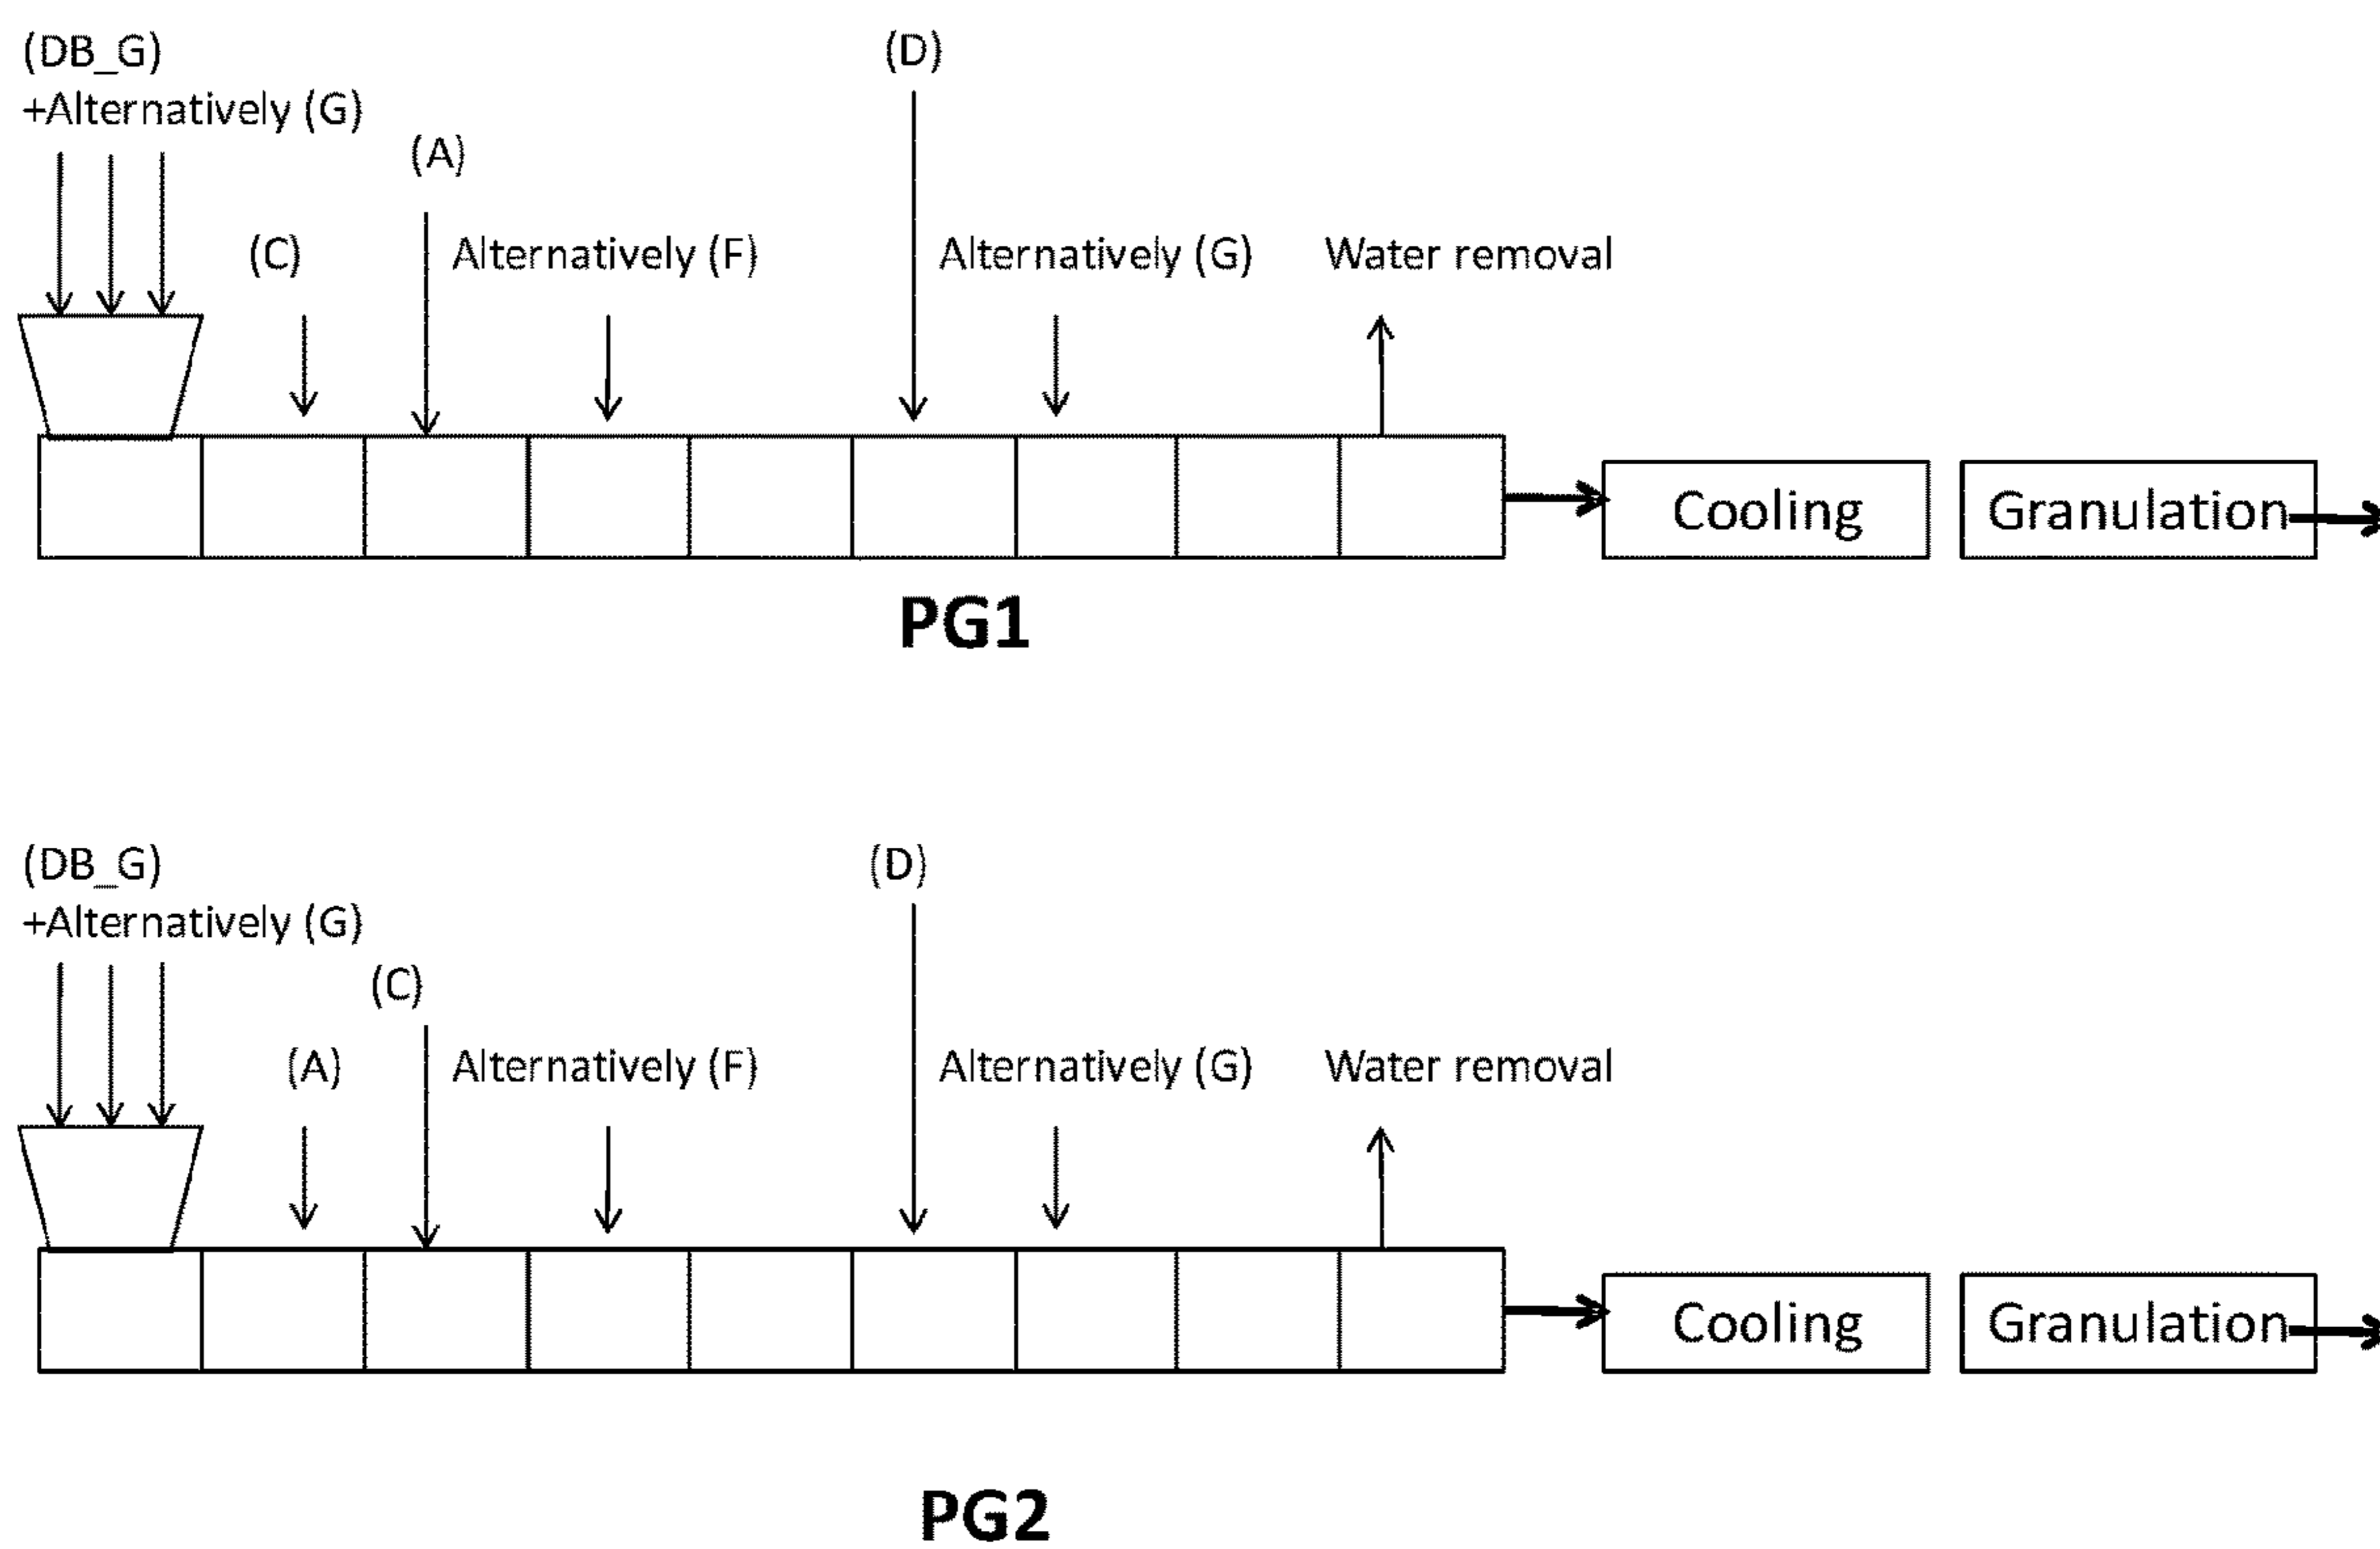 (DB_G)
+Alternatively (G)
(D)
(A)
(C)
Alternatively (F)
Alternatively (G)
Water removal
Cooling
Granulation
PG1
(DB_G)
+Alternatively (G)
(D)
(C)
(A)
Alternatively (F)
Alternatively (G)
Water removal
Cooling
Granulation
PG2